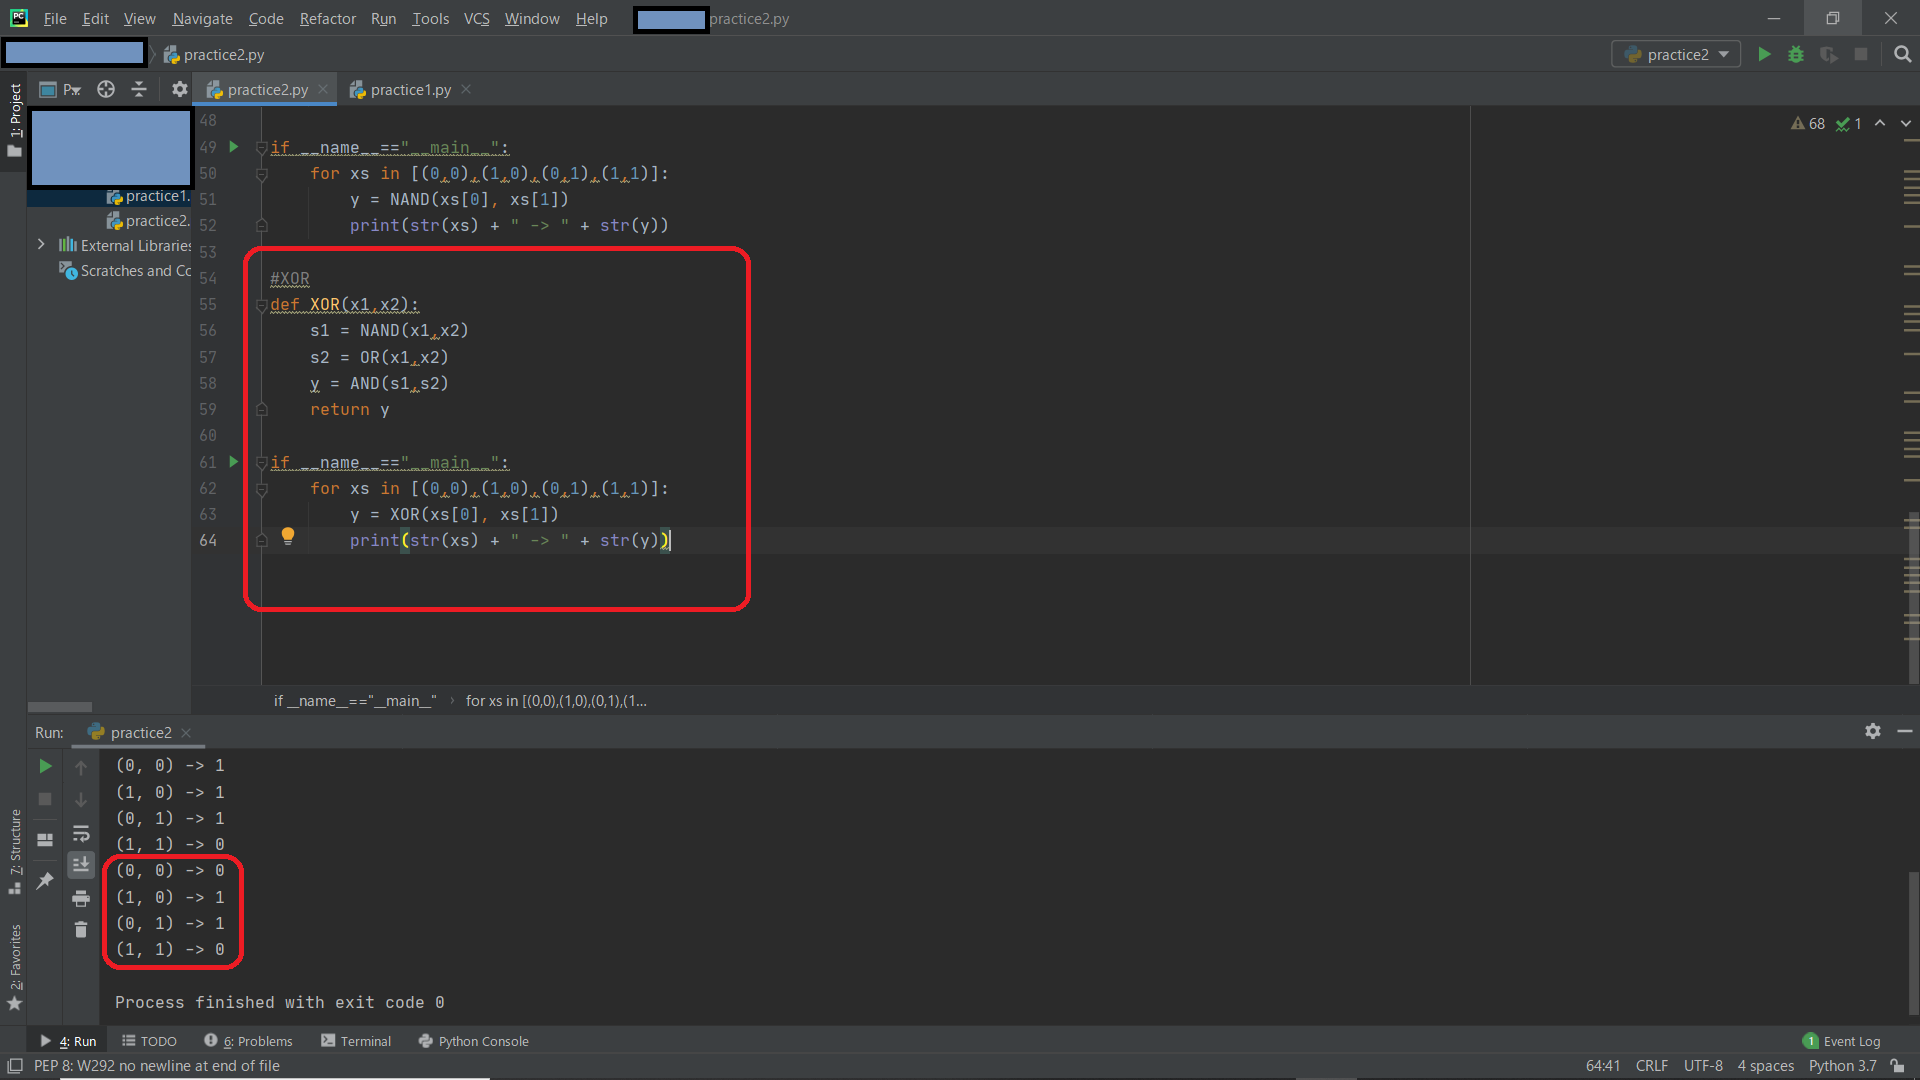 File Edit View Navigate Code Refactor Run Tools VCS Window Help practice2.py
practice2.py practice2
1: Project P... practice2.py practice1.py
48
49 if __name__=="__main__": 68 1
50     for xs in [(0,0),(1,0),(0,1),(1,1)]:
51         y = NAND(xs[0], xs[1])
52         print(str(xs) + " -> " + str(y))
practice1.
practice2.
External Libraries
Scratches and Co
53
54 #XOR
55 def XOR(x1,x2):
56     s1 = NAND(x1,x2)
57     s2 = OR(x1,x2)
58     y = AND(s1,s2)
59     return y
60
61 if __name__=="__main__":
62     for xs in [(0,0),(1,0),(0,1),(1,1)]:
63         y = XOR(xs[0], xs[1])
64         print(str(xs) + " -> " + str(y))
if __name__=="__main__" › for xs in [(0,0),(1,0),(0,1),(1...
Run: practice2
(0, 0) -> 1
(1, 0) -> 1
(0, 1) -> 1
(1, 1) -> 0
(0, 0) -> 0
(1, 0) -> 1
(0, 1) -> 1
(1, 1) -> 0
Process finished with exit code 0
7: Structure
2: Favorites
4: Run TODO 6: Problems Terminal Python Console 1 Event Log
PEP 8: W292 no newline at end of file 64:41 CRLF UTF-8 4 spaces Python 3.7